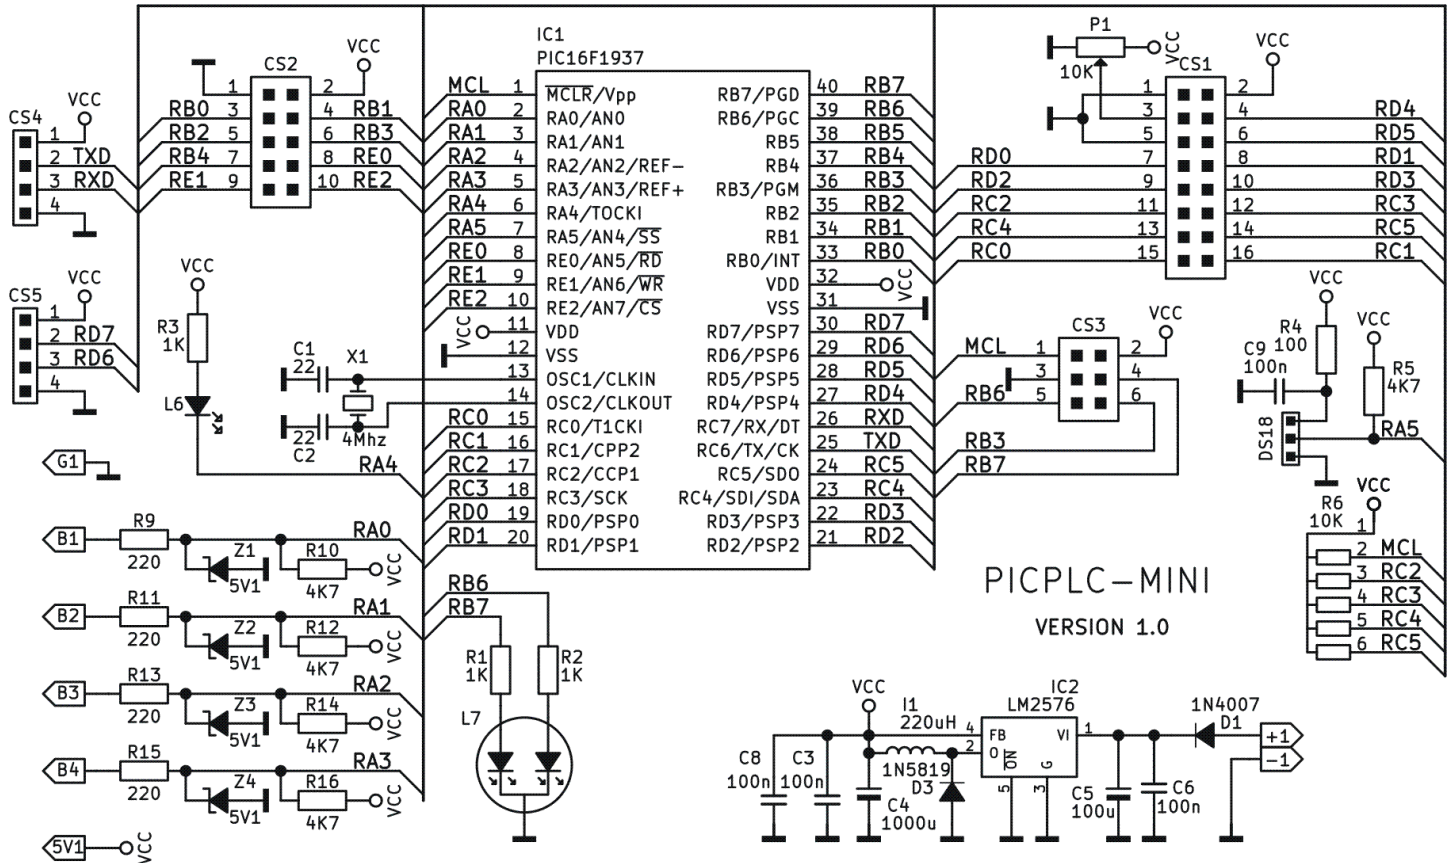 IC1
PIC16F1937
MCL 1 MCLR/Vpp RB7/PGD 40 RB7
RA0 2 RA0/AN0 RB6/PGC 39 RB6
RA1 3 RA1/AN1 RB5 38 RB5
RA2 4 RA2/AN2/REF- RB4 37 RB4
RA3 5 RA3/AN3/REF+ RB3/PGM 36 RB3
RA4 6 RA4/TOCKI RB2 35 RB2
RA5 7 RA5/AN4/SS RB1 34 RB1
RE0 8 RE0/AN5/RD RB0/INT 33 RB0
RE1 9 RE1/AN6/WR VDD 32 VCC
RE2 10 RE2/AN7/CS VSS 31
VCC 11 VDD RD7/PSP7 30 RD7
12 VSS RD6/PSP6 29 RD6
13 OSC1/CLKIN RD5/PSP5 28 RD5
14 OSC2/CLKOUT RD4/PSP4 27 RD4
RC0 15 RC0/T1CKI RC7/RX/DT 26 RXD
RC1 16 RC1/CPP2 RC6/TX/CK 25 TXD
RC2 17 RC2/CCP1 RC5/SDO 24 RC5
RC3 18 RC3/SCK RC4/SDI/SDA 23 RC4
RD0 19 RD0/PSP0 RD3/PSP3 22 RD3
RD1 20 RD1/PSP1 RD2/PSP2 21 RD2
CS2
VCC
1 2
RB0 3 4 RB1
RB2 5 6 RB3
RB4 7 8 RE0
RE1 9 10 RE2
CS4
VCC
1
2 TXD
3 RXD
4
CS5
VCC
1
2 RD7
3 RD6
4
VCC
R3
1K
L6
RA4
C1
22
X1
22
C2
4Mhz
G1
B1 R9 220 Z1 5V1 R10 4K7 RA0 VCC
B2 R11 220 Z2 5V1 R12 4K7 RA1 VCC
B3 R13 220 Z3 5V1 R14 4K7 RA2 VCC
B4 R15 220 Z4 5V1 R16 4K7 RA3 VCC
5V1 VCC
RB6
RB7
R1
1K
R2
1K
L7
P1
10K
VCC
CS1
VCC
1 2
3 4 RD4
5 6 RD5
RD0 7 8 RD1
RD2 9 10 RD3
RC2 11 12 RC3
RC4 13 14 RC5
RC0 15 16 RC1
CS3
VCC
MCL 1 2
3 4
RB6 5 6
RB3
RB7
VCC
R4
100
C9
100n
VCC
R5
4K7
DS18
RA5
VCC
R6
10K
1
2 MCL
3 RC2
4 RC3
5 RC4
6 RC5
PICPLC-MINI
VERSION 1.0
VCC
I1
220uH
IC2
LM2576
4 FB VI 1
2 O
ON
G
5
3
1N4007
D1
+1
-1
C8
100n
C3
100n
C4
1000u
1N5819
D3
C5
100u
C6
100n